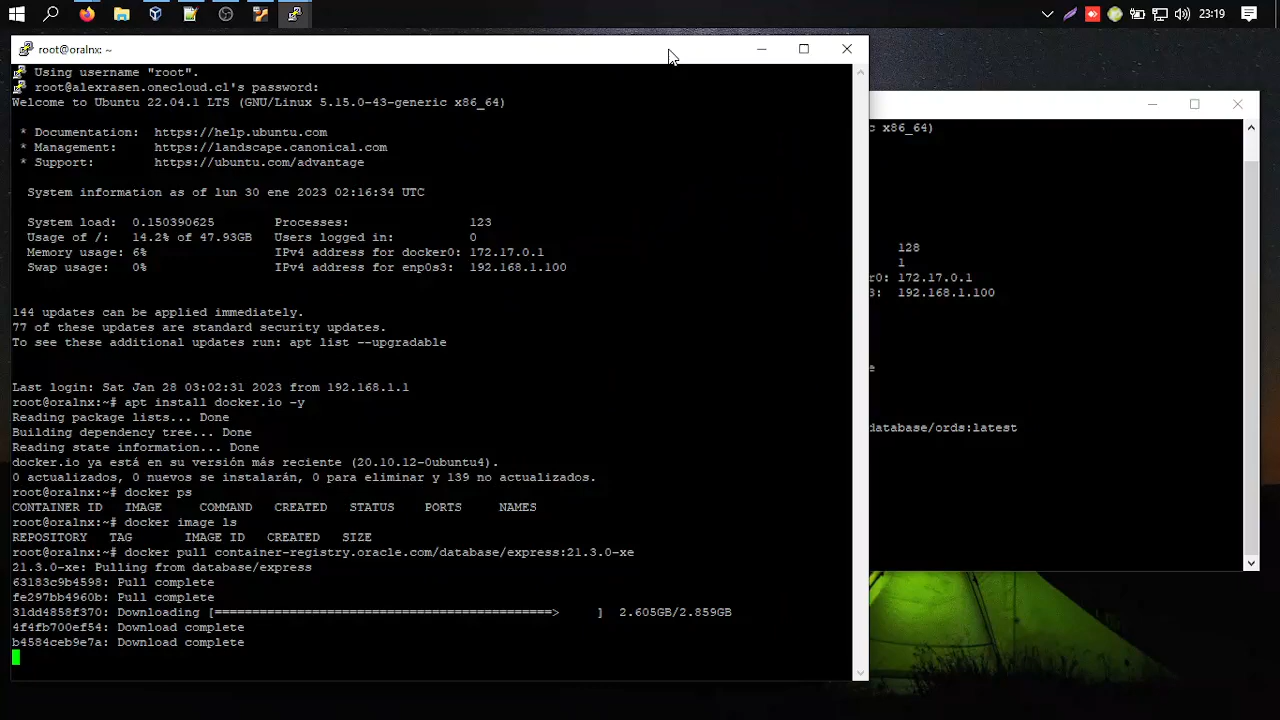 23:19
root@oralnx: ~
Using username "root".
root@alexrasen.onecloud.cl's password:
Welcome to Ubuntu 22.04.1 LTS (GNU/Linux 5.15.0-43-generic x86_64)
* Documentation:  https://help.ubuntu.com
* Management:     https://landscape.canonical.com
* Support:        https://ubuntu.com/advantage
System information as of lun 30 ene 2023 02:16:34 UTC
System load:  0.150390625       Processes:                123
Usage of /:   14.2% of 47.93GB   Users logged in:          0
Memory usage: 6%                 IPv4 address for docker0: 172.17.0.1
Swap usage:   0%                 IPv4 address for enp0s3:  192.168.1.100
144 updates can be applied immediately.
77 of these updates are standard security updates.
To see these additional updates run: apt list --upgradable
Last login: Sat Jan 28 03:02:31 2023 from 192.168.1.1
root@oralnx:~# apt install docker.io -y
Reading package lists... Done
Building dependency tree... Done
Reading state information... Done
docker.io ya está en su versión más reciente (20.10.12-0ubuntu4).
0 actualizados, 0 nuevos se instalarán, 0 para eliminar y 139 no actualizados.
root@oralnx:~# docker ps
CONTAINER ID   IMAGE     COMMAND   CREATED   STATUS    PORTS     NAMES
root@oralnx:~# docker image ls
REPOSITORY   TAG       IMAGE ID   CREATED   SIZE
root@oralnx:~# docker pull container-registry.oracle.com/database/express:21.3.0-xe
21.3.0-xe: Pulling from database/express
63183c9b4598: Pull complete
fe297bb4960b: Pull complete
31dd4858f370: Downloading [=============================================>     ]  2.605GB/2.859GB
4f4fb700ef54: Download complete
b4584ceb9e7a: Download complete
c x86_64)
128
1
r0: 172.17.0.1
3:  192.168.1.100
e
database/ords:latest